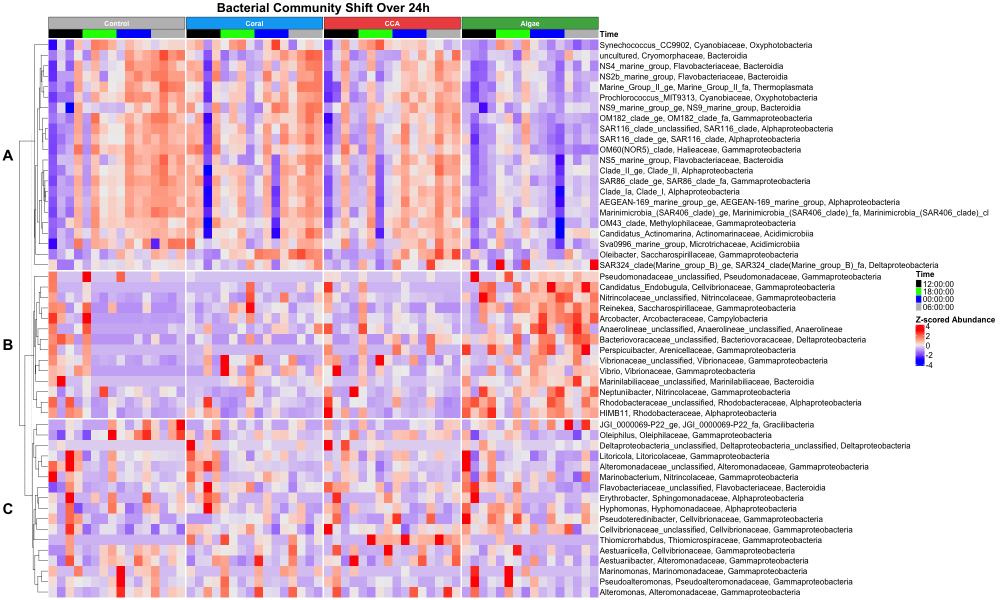 Bacterial Community Shift Over 24h
Control
Coral
CCA
Algae
Time
Synechococcus_CC9902, Cyanobiaceae, Oxyphotobacteria
uncultured, Cryomorphaceae, Bacteroidia
NS4_marine_group, Flavobacteriaceae, Bacteroidia
NS2b_marine_group, Flavobacteriaceae, Bacteroidia
Marine_Group_II_ge, Marine_Group_II_fa, Thermoplasmata
Prochlorococcus_MIT9313, Cyanobiaceae, Oxyphotobacteria
NS9_marine_group_ge, NS9_marine_group, Bacteroidia
OM182_clade_ge, OM182_clade_fa, Gammaproteobacteria
SAR116_clade_unclassified, SAR116_clade, Alphaproteobacteria
SAR116_clade_ge, SAR116_clade, Alphaproteobacteria
OM60(NOR5)_clade, Halieaceae, Gammaproteobacteria
A
NS5_marine_group, Flavobacteriaceae, Bacteroidia
Clade_II_ge, Clade_II, Alphaproteobacteria
SAR86_clade_ge, SAR86_clade_fa, Gammaproteobacteria
Clade_Ia, Clade_I, Alphaproteobacteria
AEGEAN-169_marine_group_ge, AEGEAN-169_marine_group, Alphaproteobacteria
Marinimicrobia_(SAR406_clade)_ge, Marinimicrobia_(SAR406_clade)_fa, Marinimicrobia_(SAR406_clade)_cl
OM43_clade, Methylophilaceae, Gammaproteobacteria
Candidatus_Actinomarina, Actinomarinaceae, Acidimicrobiia
Sva0996_marine_group, Microtrichaceae, Acidimicrobiia
Oleibacter, Saccharospirillaceae, Gammaproteobacteria
SAR324_clade(Marine_group_B)_ge, SAR324_clade(Marine_group_B)_fa, Deltaproteobacteria
Pseudomonadaceae_unclassified, Pseudomonadaceae, Gammaproteobacteria
Candidatus_Endobugula, Cellvibrionaceae, Gammaproteobacteria
Nitrincolaceae_unclassified, Nitrincolaceae, Gammaproteobacteria
Reinekea, Saccharospirillaceae, Gammaproteobacteria
Arcobacter, Arcobacteraceae, Campylobacteria
Anaerolineae_unclassified, Anaerolineae_unclassified, Anaerolineae
Bacteriovoracaceae_unclassified, Bacteriovoracaceae, Deltaproteobacteria
B
Perspicuibacter, Arenicellaceae, Gammaproteobacteria
Vibrionaceae_unclassified, Vibrionaceae, Gammaproteobacteria
Vibrio, Vibrionaceae, Gammaproteobacteria
Marinilabiliaceae_unclassified, Marinilabiliaceae, Bacteroidia
Neptuniibacter, Nitrincolaceae, Gammaproteobacteria
Rhodobacteraceae_unclassified, Rhodobacteraceae, Alphaproteobacteria
HIMB11, Rhodobacteraceae, Alphaproteobacteria
JGI_0000069-P22_ge, JGI_0000069-P22_fa, Gracilibacteria
Oleiphilus, Oleiphilaceae, Gammaproteobacteria
Deltaproteobacteria_unclassified, Deltaproteobacteria_unclassified, Deltaproteobacteria
Litoricola, Litoricolaceae, Gammaproteobacteria
Alteromonadaceae_unclassified, Alteromonadaceae, Gammaproteobacteria
Marinobacterium, Nitrincolaceae, Gammaproteobacteria
Flavobacteriaceae_unclassified, Flavobacteriaceae, Bacteroidia
Erythrobacter, Sphingomonadaceae, Alphaproteobacteria
C
Hyphomonas, Hyphomonadaceae, Alphaproteobacteria
Pseudoteredinibacter, Cellvibrionaceae, Gammaproteobacteria
Cellvibrionaceae_unclassified, Cellvibrionaceae, Gammaproteobacteria
Thiomicrorhabdus, Thiomicrospiraceae, Gammaproteobacteria
Aestuariicella, Cellvibrionaceae, Gammaproteobacteria
Aestuariibacter, Alteromonadaceae, Gammaproteobacteria
Marinomonas, Marinomonadaceae, Gammaproteobacteria
Pseudoalteromonas, Pseudoalteromonadaceae, Gammaproteobacteria
Alteromonas, Alteromonadaceae, Gammaproteobacteria
Time
12:00:00
18:00:00
00:00:00
06:00:00
Z-scored Abundance
4
2
0
-2
-4